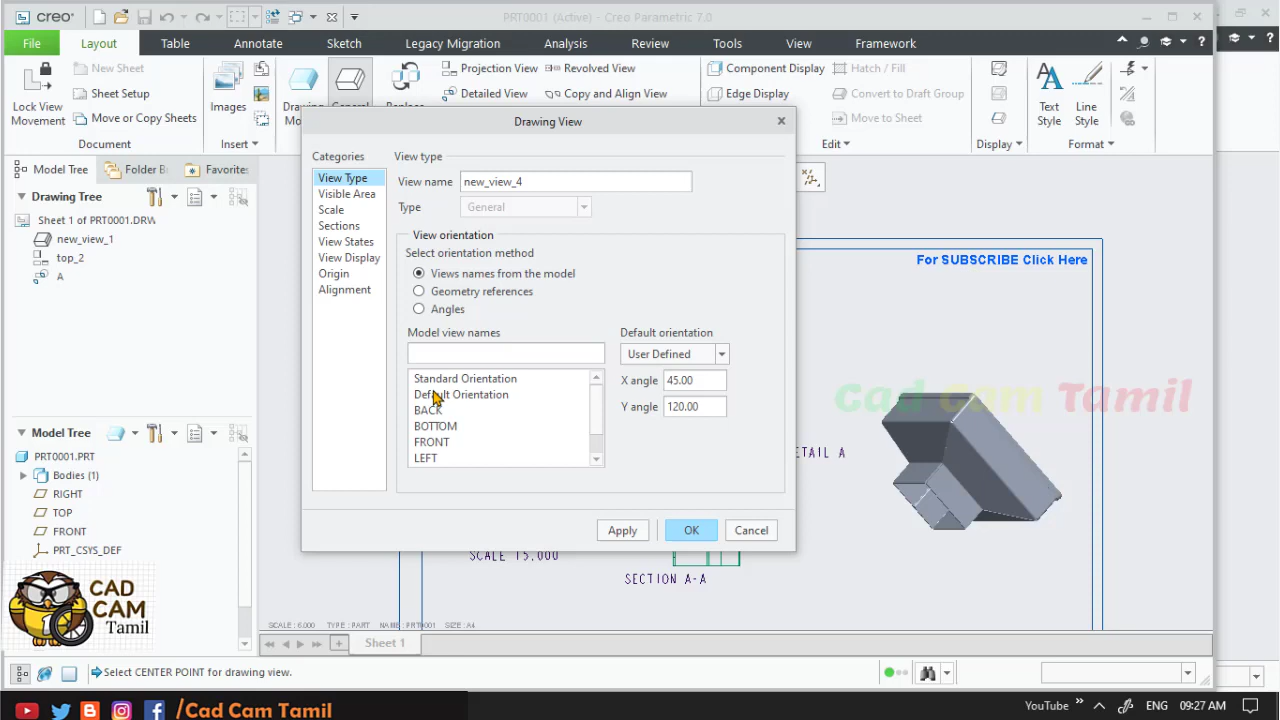 creo
PRT0001 (Active) - Creo Parametric 7.0
File
Layout
Table
Annotate
Sketch
Legacy Migration
Analysis
Review
Tools
View
Framework
Lock View Movement
New Sheet
Sheet Setup
Move or Copy Sheets
Document
Images
Insert
Projection View
Revolved View
Detailed View
Copy and Align View
Component Display
Edge Display
Hatch / Fill
Convert to Draft Group
Move to Sheet
Edit
Display
Text Style
Line Style
Format
Model Tree
Folder B
Favorites
Drawing Tree
Sheet 1 of PRT0001.DRW
new_view_1
top_2
A
Model Tree
PRT0001.PRT
Bodies (1)
RIGHT
TOP
FRONT
PRT_CSYS_DEF
CAD
CAM
Tamil
Drawing View
Categories
View Type
Visible Area
Scale
Sections
View States
View Display
Origin
Alignment
View type
View name
new_view_4
Type
General
View orientation
Select orientation method
Views names from the model
Geometry references
Angles
Model view names
Standard Orientation
Default Orientation
BACK
BOTTOM
FRONT
LEFT
Default orientation
User Defined
X angle
45.00
Y angle
120.00
Apply
OK
Cancel
For SUBSCRIBE Click Here
Cad Cam Tamil
ETAIL A
SCALE 15,000
SECTION A-A
SCALE : 6.000 TYPE : PART NAME : PRT0001 SIZE : A4
Sheet 1
Select CENTER POINT for drawing view.
/Cad Cam Tamil
YouTube
ENG
09:27 AM